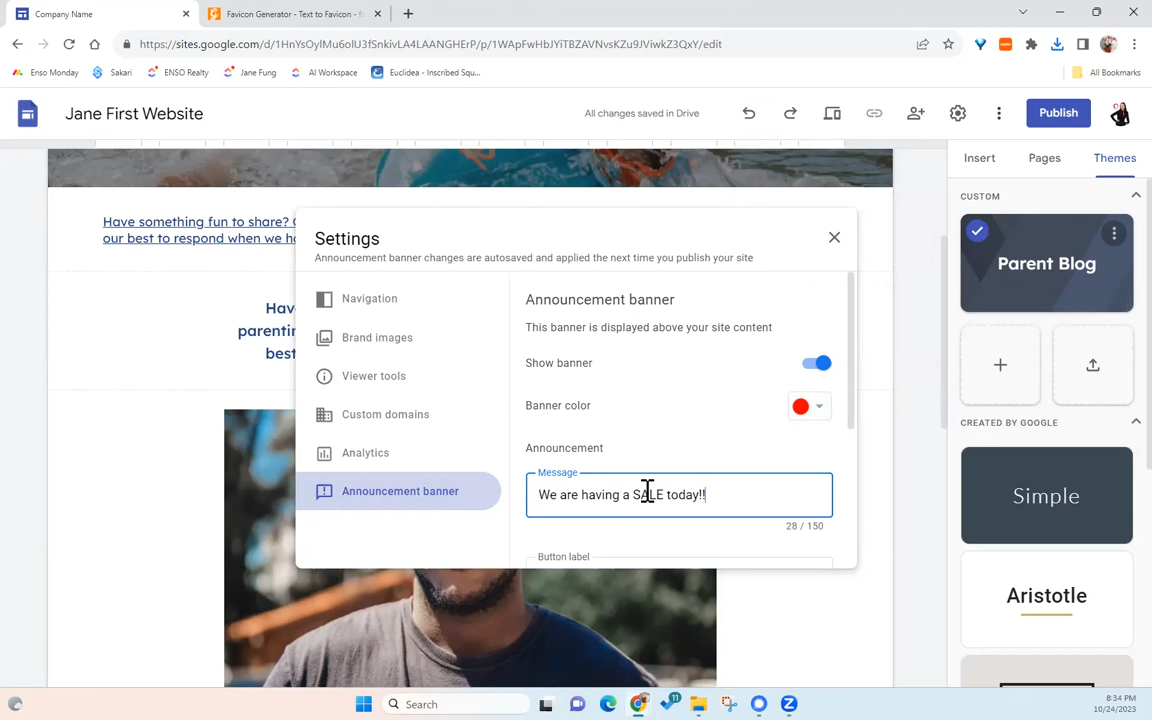 Company Name
Favicon Generator - Text to Favicon - f
https://sites.google.com/d/1HnYsOylMu6olU3fSnkivLA4LAANGHErP/p/1WApFwHbJYiTBZAVNvsKZu9JViwkZ3QxY/edit
Enso Monday
Sakari
ENSO Realty
Jane Fung
AI Workspace
Euclidea - Inscribed Squ...
All Bookmarks
Jane First Website
All changes saved in Drive
Publish
Insert
Pages
Themes
CUSTOM
Parent Blog
CREATED BY GOOGLE
Simple
Aristotle
Have something fun to share?
our best to respond when we
Have
parentin
best
Settings
Announcement banner changes are autosaved and applied the next time you publish your site
Navigation
Brand images
Viewer tools
Custom domains
Analytics
Announcement banner
Announcement banner
This banner is displayed above your site content
Show banner
Banner color
Announcement
Message
We are having a SALE today!!
28 / 150
Button label
Search
11
8:34 PM
10/24/2023